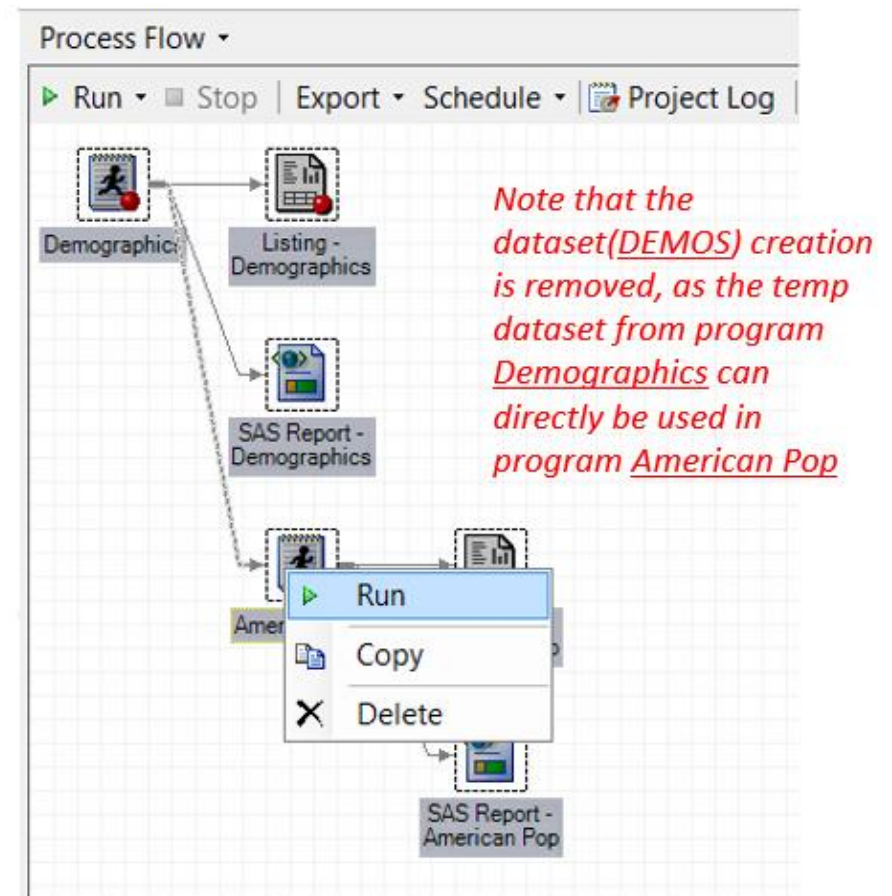 Process Flow
Run Stop Export Schedule Project Log
Demographics
Listing -
Demographics
Note that the
dataset(DEMOS) creation
is removed, as the temp
dataset from program
Demographics can
directly be used in
program American Pop
SAS Report -
Demographics
Run
Copy
Delete
SAS Report -
American Pop